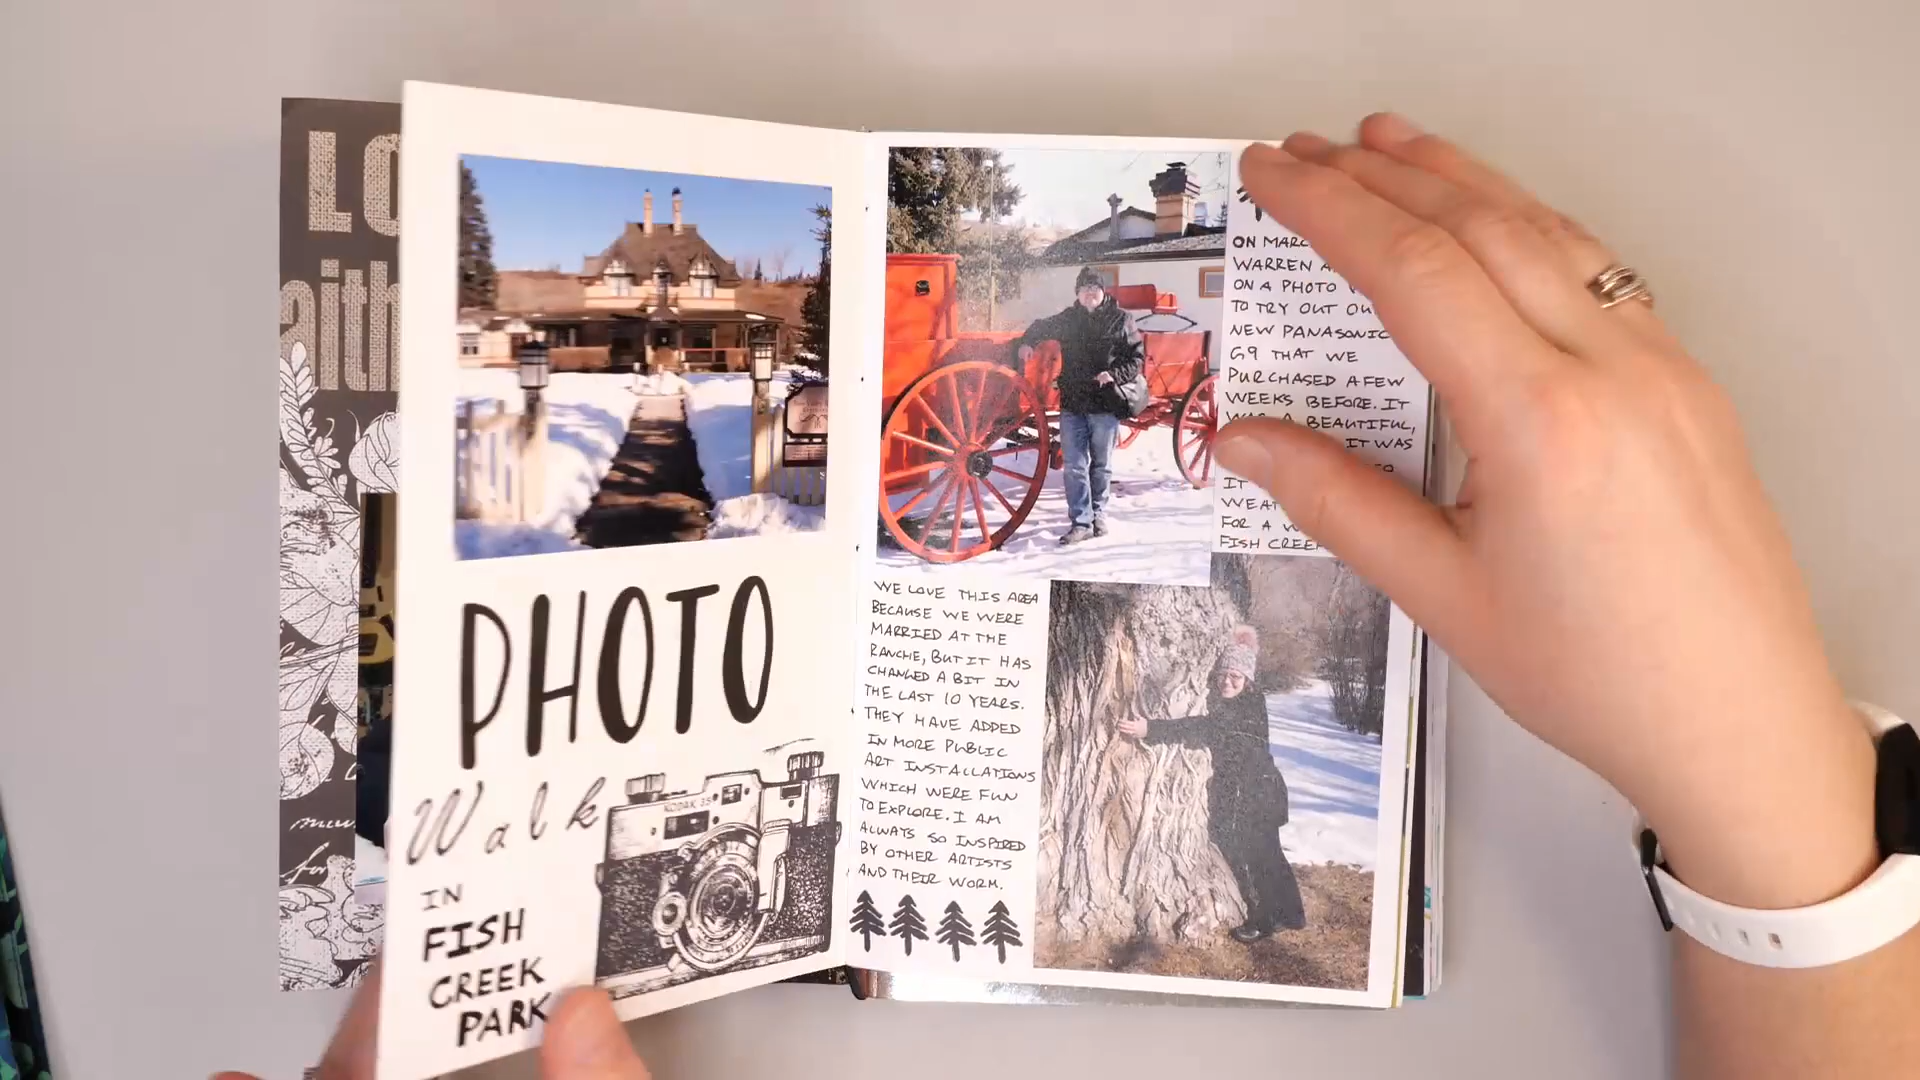 LO
aith
PHOTO
Walk
KODAK 35
IN
FISH
CREEK
PARK
ON MARC
WARREN A
ON A PHOTO
TO TRY OUT OU
NEW PANASONIC
G9 THAT WE
PURCHASED A FEW
WEEKS BEFORE. IT
WAS A BEAUTIFUL,
IT WAS
IT
WEAT
FOR A W
FISH CREEK
WE LOVE THIS AREA
BECAUSE WE WERE
MARRIED AT THE
RANCHE, BUT IT HAS
CHANGED A BIT IN
THE LAST 10 YEARS.
THEY HAVE ADDED
IN MORE PUBLIC
ART INSTALLATIONS
WHICH WERE FUN
TO EXPLORE. I AM
ALWAYS SO INSPIRED
BY OTHER ARTISTS
AND THEIR WORK.